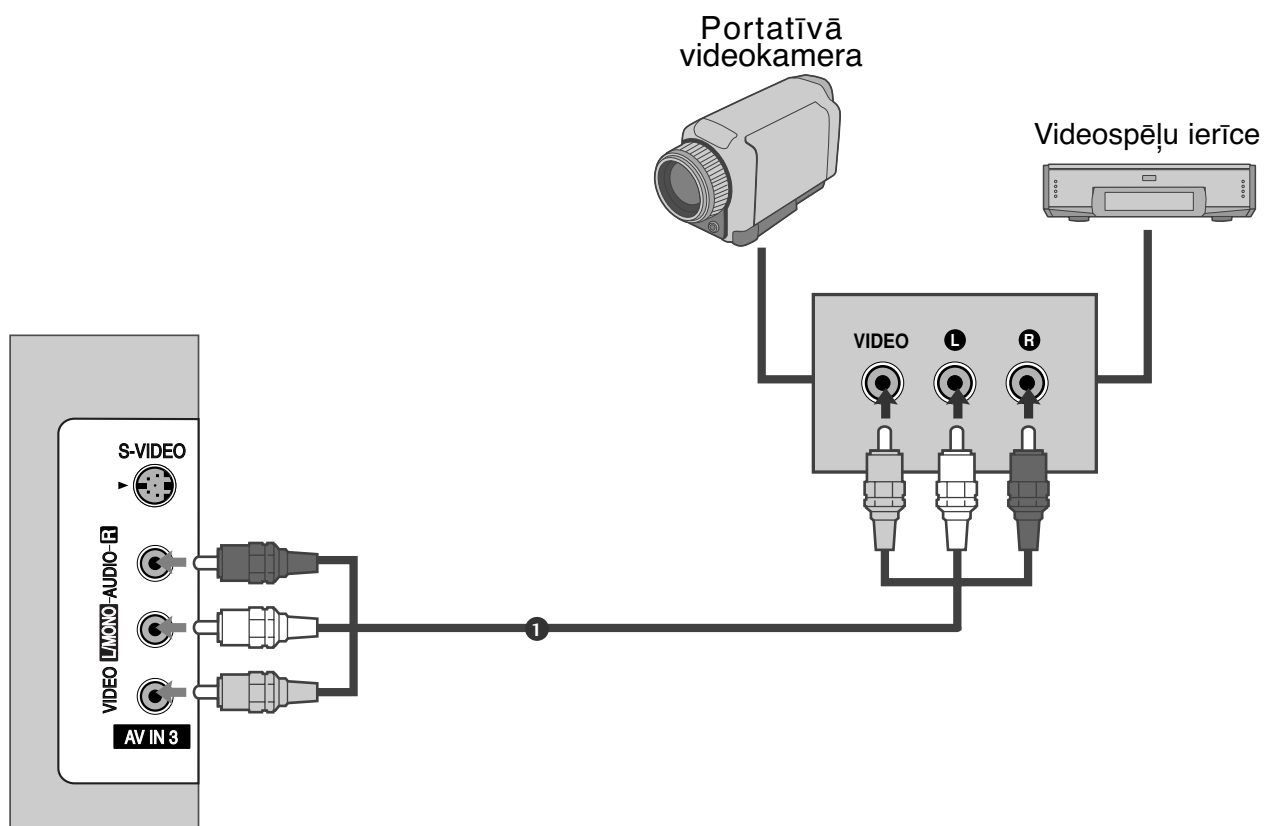 Portatīvā
videokamera
Videospēļu ierīce
VIDEO L R
S-VIDEO
VIDEO L/MONO-AUDIO-R
1
AV IN 3